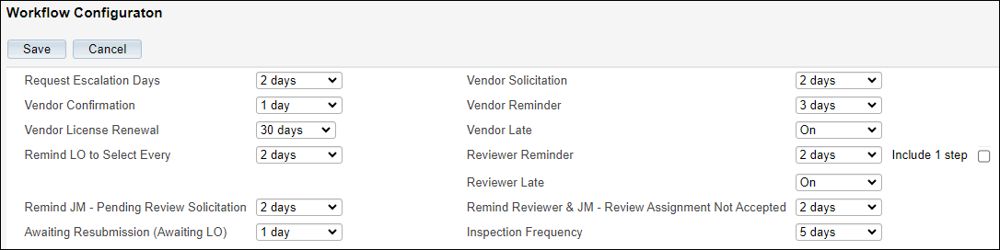 Workflow Configuraton
Save Cancel
Request Escalation Days 2 days Vendor Solicitation 2 days
Vendor Confirmation 1 day Vendor Reminder 3 days
Vendor License Renewal 30 days Vendor Late On
Remind LO to Select Every 2 days Reviewer Reminder 2 days Include 1 step
Reviewer Late On
Remind JM - Pending Review Solicitation 2 days Remind Reviewer & JM - Review Assignment Not Accepted 2 days
Awaiting Resubmission (Awaiting LO) 1 day Inspection Frequency 5 days